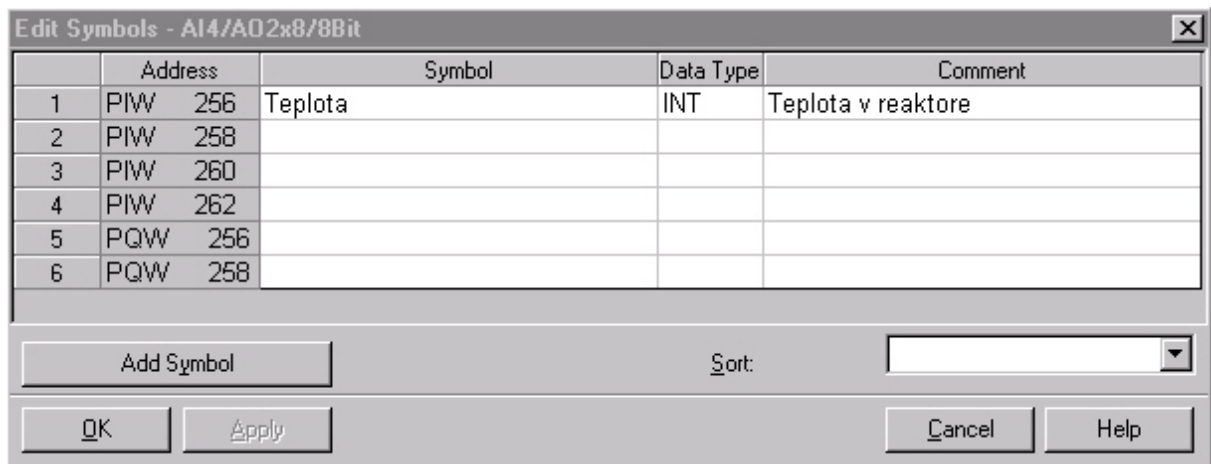 Edit Symbols - AI4/AO2x8/8Bit
Address Symbol Data Type Comment
1 PIW 256 Teplota INT Teplota v reaktore
2 PIW 258
3 PIW 260
4 PIW 262
5 PQW 256
6 PQW 258
Add Symbol Sort:
OK Apply Cancel Help